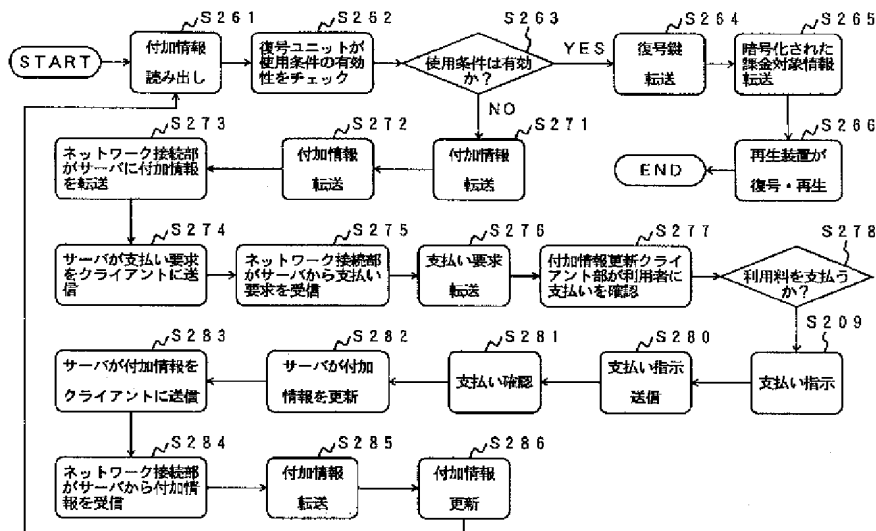 S261
S262
S263
S264
S265
START
付加情報
読み出し
復号ユニットが
使用条件の有効
性をチェック
使用条件は有効
か？
YES
復号鍵
転送
暗号化された
課金対象情報
転送
NO
S273
S272
S271
S266
ネットワーク接続部
がサーバに付加情報
を転送
付加情報
転送
付加情報
転送
END
再生装置が
復号・再生
S274
S275
S276
S277
S278
サーバが支払い要求
をクライアントに送
信
ネットワーク接続部
がサーバから支払い
要求を受信
支払い要求
転送
付加情報更新クライ
アント部が利用者に
支払いを確認
利用料を支払う
か？
S283
S282
S281
S280
S209
サーバが付加情報を
クライアントに送信
サーバが付加
情報を更新
支払い確認
支払い指示
送信
支払い指示
S284
S285
S286
ネットワーク接続部
がサーバから付加情
報を受信
付加情報
転送
付加情報
更新